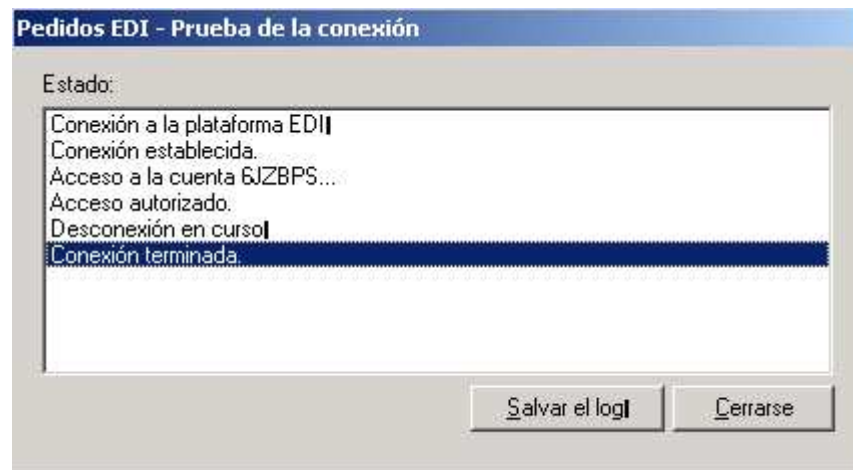 Pedidos EDI - Prueba de la conexión
Estado:
Conexión a la plataforma EDI
Conexión establecida.
Acceso a la cuenta 6JZBPS...
Acceso autorizado.
Desconexión en curso
Conexión terminada.
Salvar el log
Cerrarse